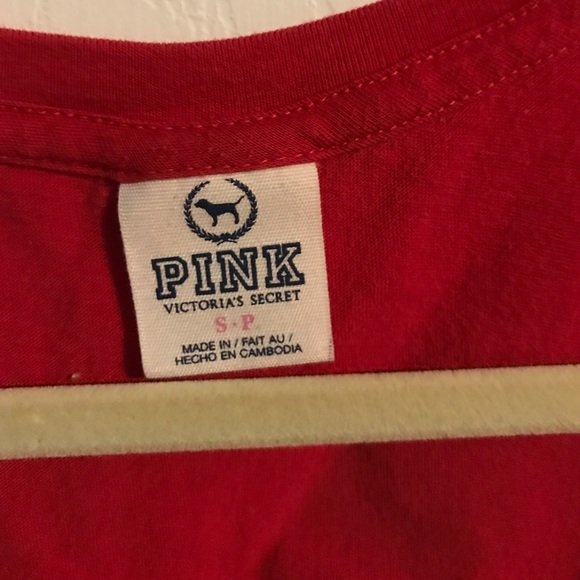 PINK
VICTORIA'S SECRET
S·P
MADE IN / FAIT AU /
HECHO EN CAMBODIA